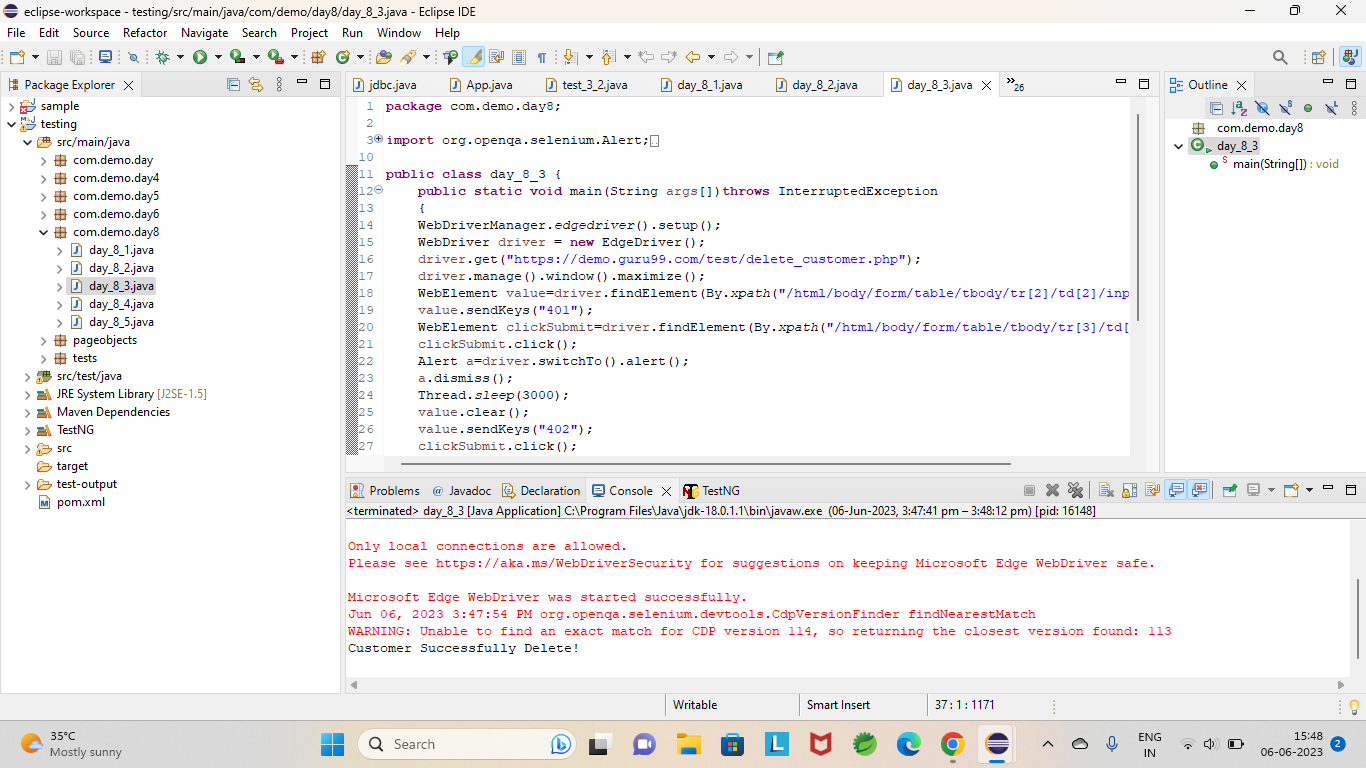 eclipse-workspace - testing/src/main/java/com/demo/day8/day_8_3.java - Eclipse IDE
File Edit Source Refactor Navigate Search Project Run Window Help
Package Explorer
sample
testing
src/main/java
com.demo.day
com.demo.day4
com.demo.day5
com.demo.day6
com.demo.day8
day_8_1.java
day_8_2.java
day_8_3.java
day_8_4.java
day_8_5.java
pageobjects
tests
src/test/java
JRE System Library [J2SE-1.5]
Maven Dependencies
TestNG
src
target
test-output
pom.xml
jdbc.java App.java test_3_2.java day_8_1.java day_8_2.java day_8_3.java »26
1 package com.demo.day8;
2
3 import org.openqa.selenium.Alert;
10
11 public class day_8_3 {
12 public static void main(String args[])throws InterruptedException
13 {
14 WebDriverManager.edgedriver().setup();
15 WebDriver driver = new EdgeDriver();
16 driver.get("https://demo.guru99.com/test/delete_customer.php");
17 driver.manage().window().maximize();
18 WebElement value=driver.findElement(By.xpath("/html/body/form/table/tbody/tr[2]/td[2]/inp
19 value.sendKeys("401");
20 WebElement clickSubmit=driver.findElement(By.xpath("/html/body/form/table/tbody/tr[3]/td[
21 clickSubmit.click();
22 Alert a=driver.switchTo().alert();
23 a.dismiss();
24 Thread.sleep(3000);
25 value.clear();
26 value.sendKeys("402");
27 clickSubmit.click();
Outline
com.demo.day8
day_8_3
main(String[]) : void
Problems Javadoc Declaration Console TestNG
<terminated> day_8_3 [Java Application] C:\Program Files\Java\jdk-18.0.1.1\bin\javaw.exe (06-Jun-2023, 3:47:41 pm – 3:48:12 pm) [pid: 16148]
Only local connections are allowed.
Please see https://aka.ms/WebDriverSecurity for suggestions on keeping Microsoft Edge WebDriver safe.
Microsoft Edge WebDriver was started successfully.
Jun 06, 2023 3:47:54 PM org.openqa.selenium.devtools.CdpVersionFinder findNearestMatch
WARNING: Unable to find an exact match for CDP version 114, so returning the closest version found: 113
Customer Successfully Delete!
Writable Smart Insert 37 : 1 : 1171
35°C
Mostly sunny
Search
ENG
IN
15:48
06-06-2023
2